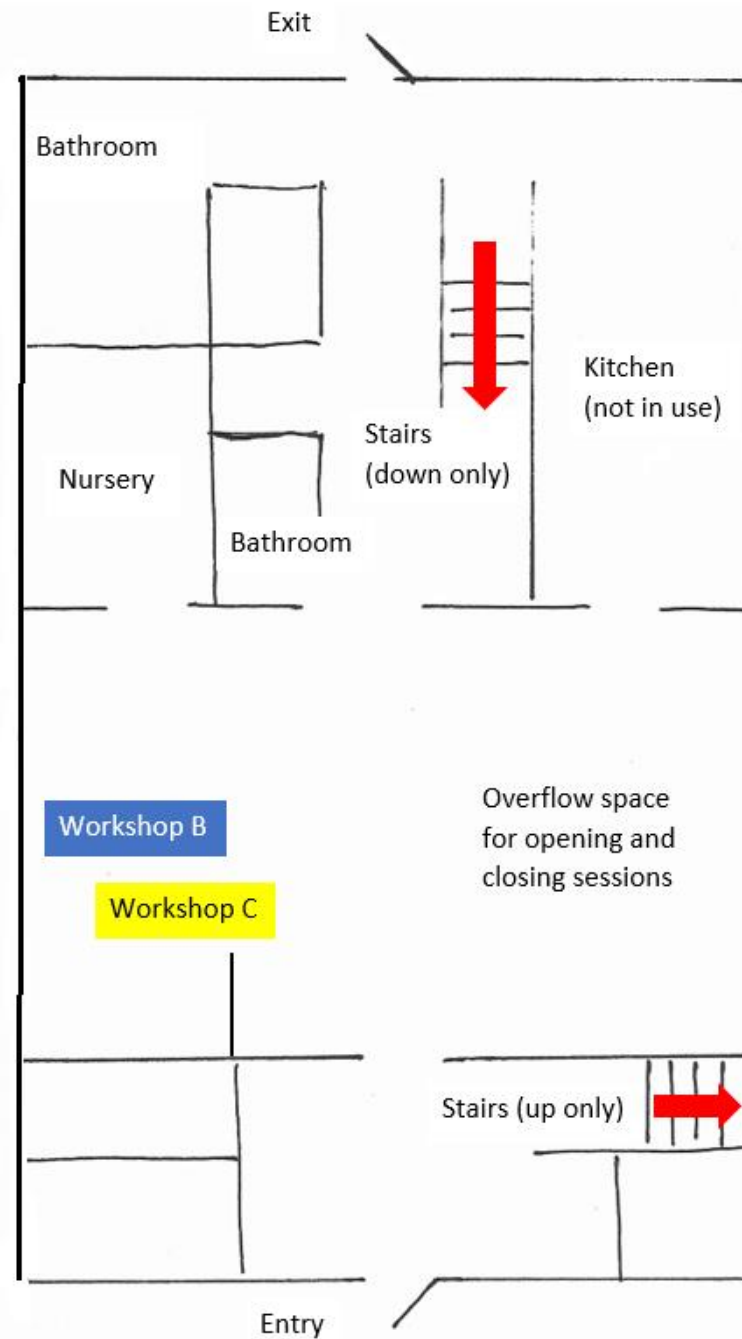 Exit
Bathroom
Kitchen
(not in use)
Stairs
(down only)
Nursery
Bathroom
Overflow space
for opening and
closing sessions
Workshop B
Workshop C
Stairs (up only)
Entry